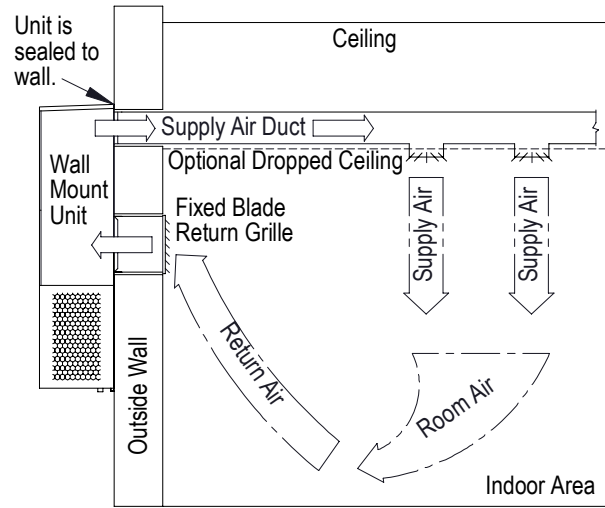 Unit is
sealed to
wall.
Ceiling
Supply Air Duct
Optional Dropped Ceiling
Wall
Mount
Unit
Fixed Blade
Return Grille
Supply Air
Supply Air
Return Air
Room Air
Outside Wall
Indoor Area